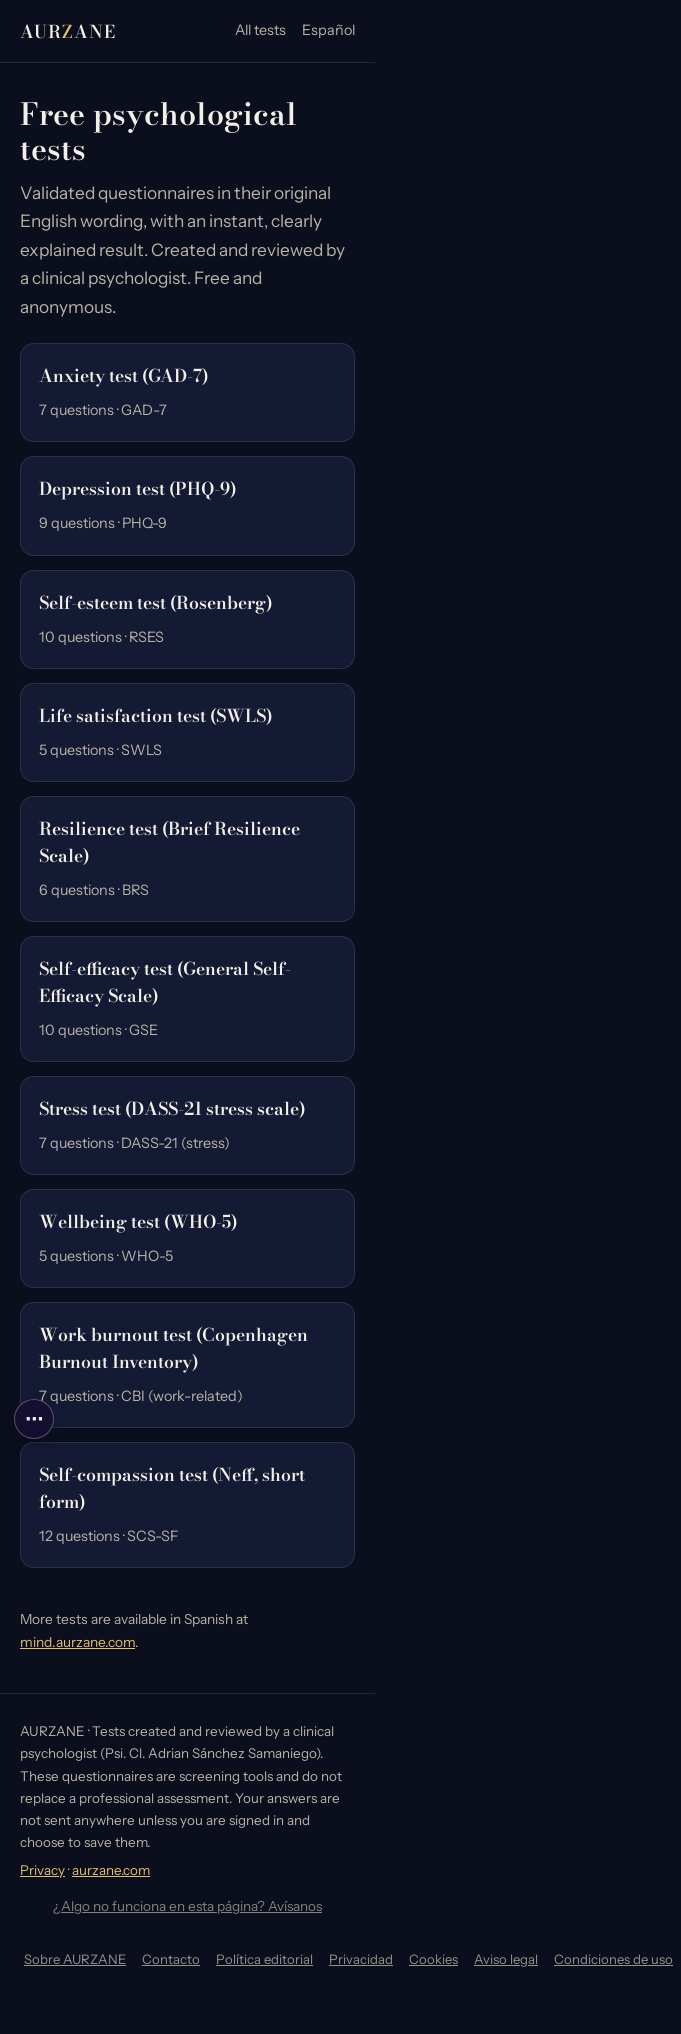 AURZANE
All tests Español
Free psychological
tests
Validated questionnaires in their original
English wording, with an instant, clearly
explained result. Created and reviewed by
a clinical psychologist. Free and
anonymous.
Anxiety test (GAD-7)
7 questions · GAD-7
Depression test (PHQ-9)
9 questions · PHQ-9
Self-esteem test (Rosenberg)
10 questions · RSES
Life satisfaction test (SWLS)
5 questions · SWLS
Resilience test (Brief Resilience
Scale)
6 questions · BRS
Self-efficacy test (General Self-
Efficacy Scale)
10 questions · GSE
Stress test (DASS-21 stress scale)
7 questions · DASS-21 (stress)
Wellbeing test (WHO-5)
5 questions · WHO-5
Work burnout test (Copenhagen
Burnout Inventory)
7 questions · CBI (work-related)
Self-compassion test (Neff, short
form)
12 questions · SCS-SF
More tests are available in Spanish at
mind.aurzane.com.
AURZANE · Tests created and reviewed by a clinical
psychologist (Psi. Cl. Adrian Sánchez Samaniego).
These questionnaires are screening tools and do not
replace a professional assessment. Your answers are
not sent anywhere unless you are signed in and
choose to save them.
Privacy · aurzane.com
¿Algo no funciona en esta página? Avísanos
Sobre AURZANE Contacto Política editorial Privacidad Cookies Aviso legal Condiciones de uso